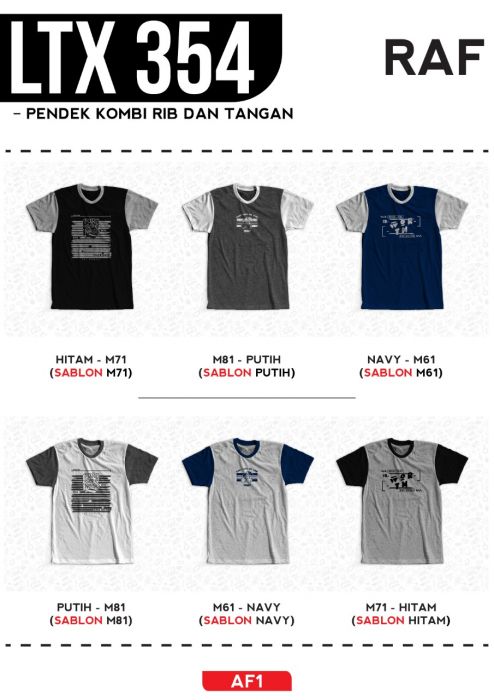 LTX 354
RAF
– PENDEK KOMBI RIB DAN TANGAN
HITAM - M71
(SABLON M71)
M81 - PUTIH
(SABLON PUTIH)
NAVY - M61
(SABLON M61)
PUTIH - M81
(SABLON M81)
M61 - NAVY
(SABLON NAVY)
M71 - HITAM
(SABLON HITAM)
AF1